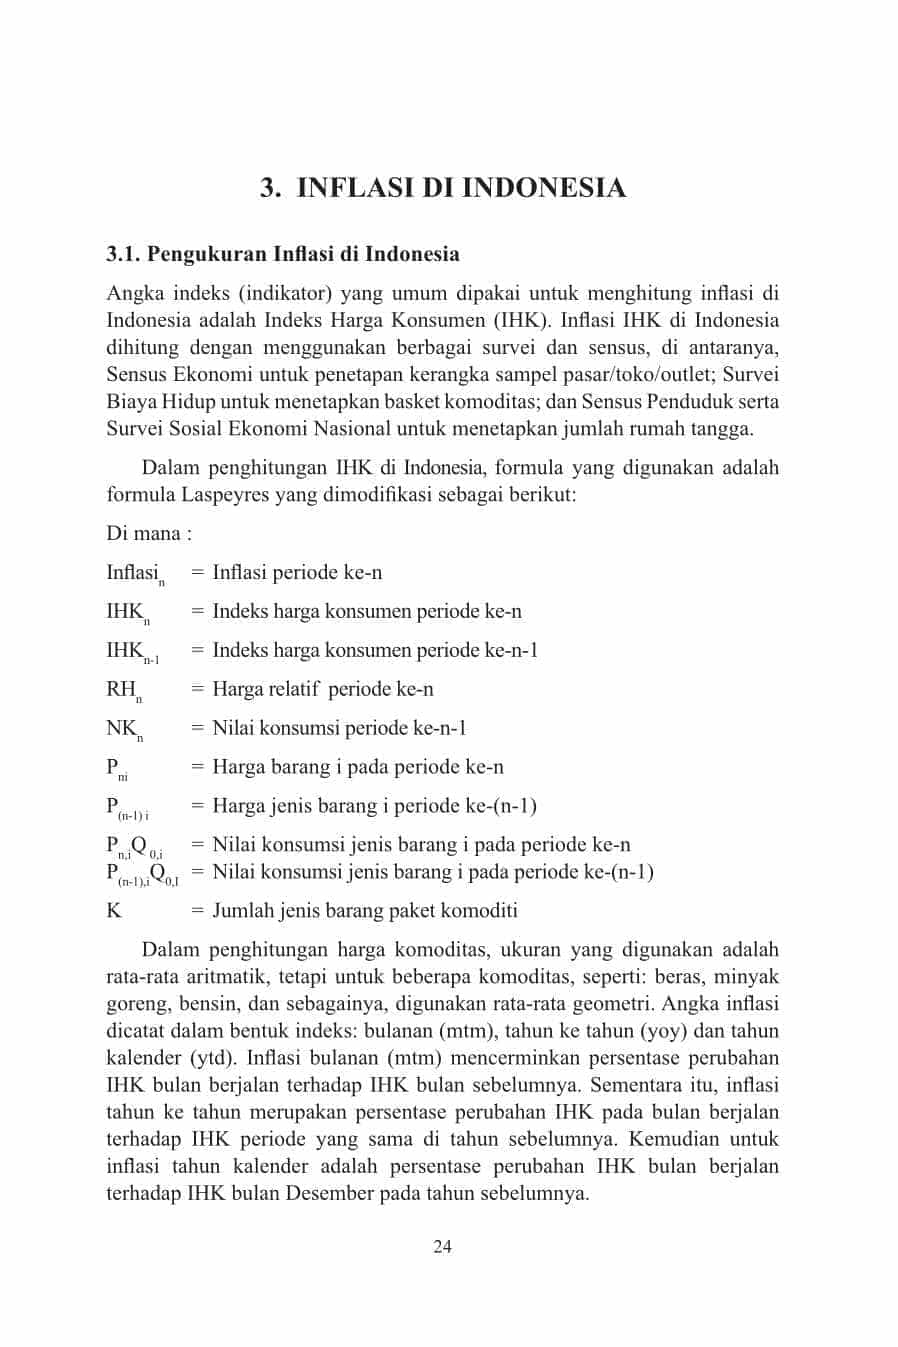 3. INFLASI DI INDONESIA
3.1. Pengukuran Inflasi di Indonesia
Angka indeks (indikator) yang umum dipakai untuk menghitung inflasi di
Indonesia adalah Indeks Harga Konsumen (IHK). Inflasi IHK di Indonesia
dihitung dengan menggunakan berbagai survei dan sensus, di antaranya,
Sensus Ekonomi untuk penetapan kerangka sampel pasar/toko/outlet; Survei
Biaya Hidup untuk menetapkan basket komoditas; dan Sensus Penduduk serta
Survei Sosial Ekonomi Nasional untuk menetapkan jumlah rumah tangga.
Dalam penghitungan IHK di Indonesia, formula yang digunakan adalah
formula Laspeyres yang dimodifikasi sebagai berikut:
Di mana :
Inflasi_n = Inflasi periode ke-n
IHK_n = Indeks harga konsumen periode ke-n
IHK_n-1 = Indeks harga konsumen periode ke-n-1
RH_n = Harga relatif periode ke-n
NK_n = Nilai konsumsi periode ke-n-1
P_ni = Harga barang i pada periode ke-n
P_(n-1) i = Harga jenis barang i periode ke-(n-1)
P_n,i Q_0,i = Nilai konsumsi jenis barang i pada periode ke-n
P_(n-1),i Q_0,I = Nilai konsumsi jenis barang i pada periode ke-(n-1)
K = Jumlah jenis barang paket komoditi
Dalam penghitungan harga komoditas, ukuran yang digunakan adalah
rata-rata aritmatik, tetapi untuk beberapa komoditas, seperti: beras, minyak
goreng, bensin, dan sebagainya, digunakan rata-rata geometri. Angka inflasi
dicatat dalam bentuk indeks: bulanan (mtm), tahun ke tahun (yoy) dan tahun
kalender (ytd). Inflasi bulanan (mtm) mencerminkan persentase perubahan
IHK bulan berjalan terhadap IHK bulan sebelumnya. Sementara itu, inflasi
tahun ke tahun merupakan persentase perubahan IHK pada bulan berjalan
terhadap IHK periode yang sama di tahun sebelumnya. Kemudian untuk
inflasi tahun kalender adalah persentase perubahan IHK bulan berjalan
terhadap IHK bulan Desember pada tahun sebelumnya.
24